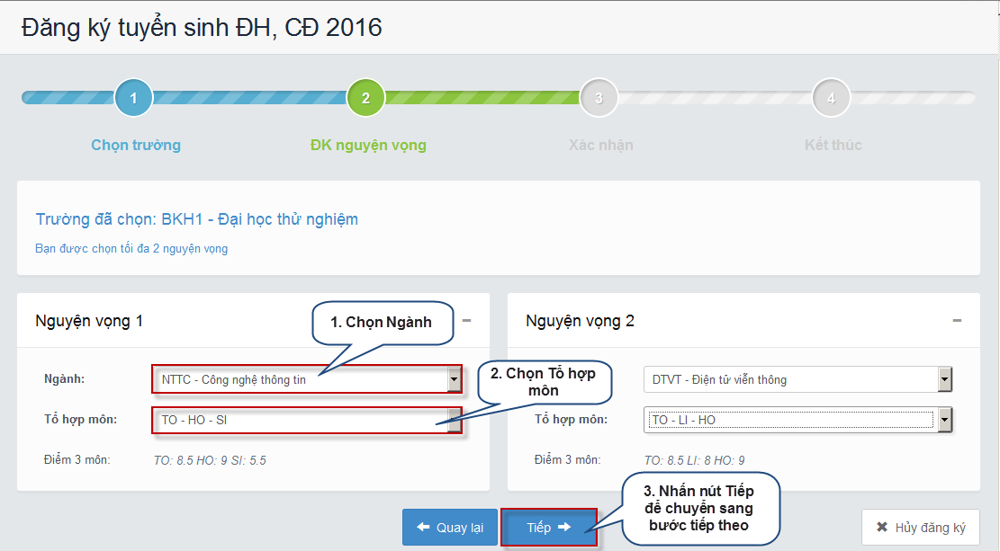 Đăng ký tuyển sinh ĐH, CĐ 2016
1
2
3
4
Chọn trường
ĐK nguyện vọng
Xác nhận
Kết thúc
Trường đã chọn: BKH1 - Đại học thử nghiệm
Bạn được chọn tối đa 2 nguyện vọng
Nguyện vọng 1
1. Chọn Ngành
Ngành:
NTTC - Công nghệ thông tin
2. Chọn Tổ hợp
môn
Tổ hợp môn:
TO - HO - SI
Điểm 3 môn:
TO: 8.5 HO: 9 SI: 5.5
Nguyện vọng 2
DTVT - Điện tử viễn thông
Tổ hợp môn:
TO - LI - HO
Điểm 3 môn:
TO: 8.5 LI: 8 HO: 9
3. Nhấn nút Tiếp
để chuyển sang
bước tiếp theo
Quay lại
Tiếp
Hủy đăng ký